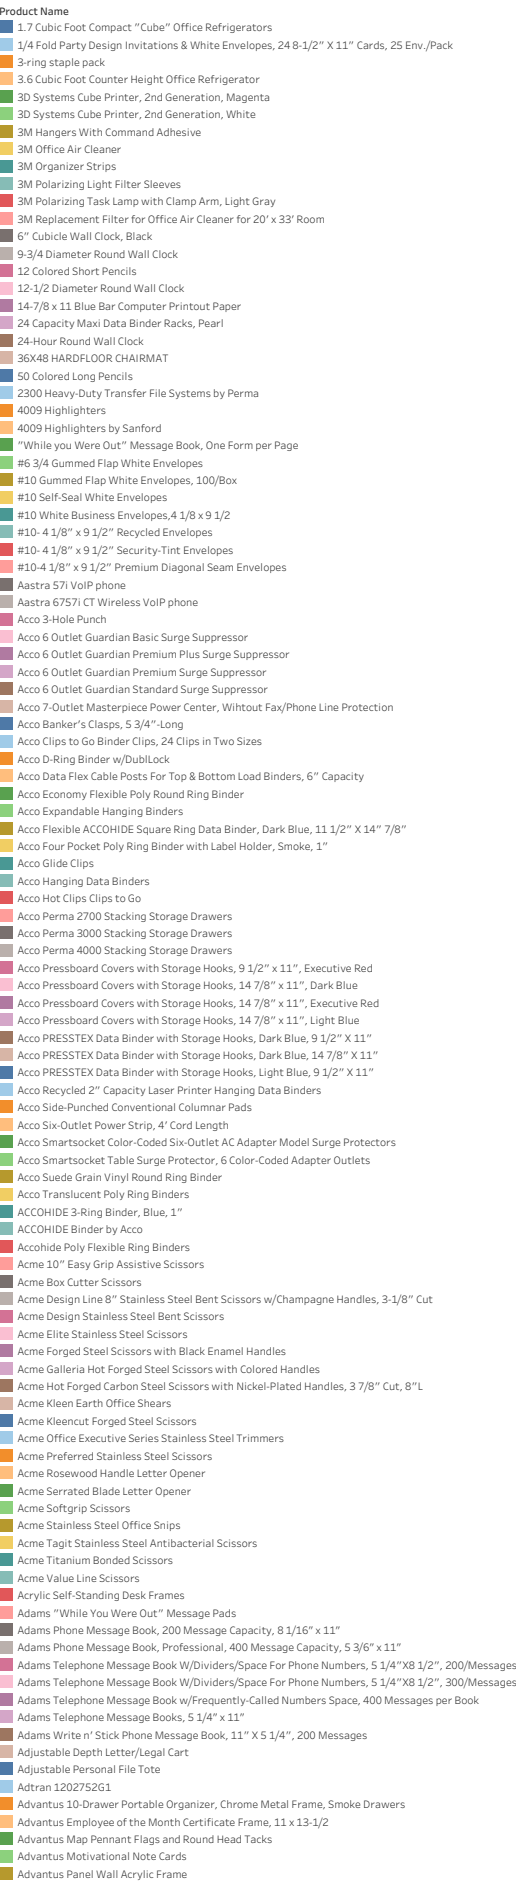 Product Name
1.7 Cubic Foot Compact "Cube" Office Refrigerators
1/4 Fold Party Design Invitations & White Envelopes, 24 8-1/2" X 11" Cards, 25 Env./Pack
3-ring staple pack
3.6 Cubic Foot Counter Height Office Refrigerator
3D Systems Cube Printer, 2nd Generation, Magenta
3D Systems Cube Printer, 2nd Generation, White
3M Hangers With Command Adhesive
3M Office Air Cleaner
3M Organizer Strips
3M Polarizing Light Filter Sleeves
3M Polarizing Task Lamp with Clamp Arm, Light Gray
3M Replacement Filter for Office Air Cleaner for 20' x 33' Room
6" Cubicle Wall Clock, Black
9-3/4 Diameter Round Wall Clock
12 Colored Short Pencils
12-1/2 Diameter Round Wall Clock
14-7/8 x 11 Blue Bar Computer Printout Paper
24 Capacity Maxi Data Binder Racks, Pearl
24-Hour Round Wall Clock
36X48 HARDFLOOR CHAIRMAT
50 Colored Long Pencils
2300 Heavy-Duty Transfer File Systems by Perma
4009 Highlighters
4009 Highlighters by Sanford
"While you Were Out" Message Book, One Form per Page
#6 3/4 Gummed Flap White Envelopes
#10 Gummed Flap White Envelopes, 100/Box
#10 Self-Seal White Envelopes
#10 White Business Envelopes,4 1/8 x 9 1/2
#10- 4 1/8" x 9 1/2" Recycled Envelopes
#10- 4 1/8" x 9 1/2" Security-Tint Envelopes
#10-4 1/8" x 9 1/2" Premium Diagonal Seam Envelopes
Aastra 57i VoIP phone
Aastra 6757i CT Wireless VoIP phone
Acco 3-Hole Punch
Acco 6 Outlet Guardian Basic Surge Suppressor
Acco 6 Outlet Guardian Premium Plus Surge Suppressor
Acco 6 Outlet Guardian Premium Surge Suppressor
Acco 6 Outlet Guardian Standard Surge Suppressor
Acco 7-Outlet Masterpiece Power Center, Wihtout Fax/Phone Line Protection
Acco Banker's Clasps, 5 3/4"-Long
Acco Clips to Go Binder Clips, 24 Clips in Two Sizes
Acco D-Ring Binder w/DublLock
Acco Data Flex Cable Posts For Top & Bottom Load Binders, 6" Capacity
Acco Economy Flexible Poly Round Ring Binder
Acco Expandable Hanging Binders
Acco Flexible ACCOHIDE Square Ring Data Binder, Dark Blue, 11 1/2" X 14" 7/8"
Acco Four Pocket Poly Ring Binder with Label Holder, Smoke, 1"
Acco Glide Clips
Acco Hanging Data Binders
Acco Hot Clips Clips to Go
Acco Perma 2700 Stacking Storage Drawers
Acco Perma 3000 Stacking Storage Drawers
Acco Perma 4000 Stacking Storage Drawers
Acco Pressboard Covers with Storage Hooks, 9 1/2" x 11", Executive Red
Acco Pressboard Covers with Storage Hooks, 14 7/8" x 11", Dark Blue
Acco Pressboard Covers with Storage Hooks, 14 7/8" x 11", Executive Red
Acco Pressboard Covers with Storage Hooks, 14 7/8" x 11", Light Blue
Acco PRESSTEX Data Binder with Storage Hooks, Dark Blue, 9 1/2" X 11"
Acco PRESSTEX Data Binder with Storage Hooks, Dark Blue, 14 7/8" X 11"
Acco PRESSTEX Data Binder with Storage Hooks, Light Blue, 9 1/2" X 11"
Acco Recycled 2" Capacity Laser Printer Hanging Data Binders
Acco Side-Punched Conventional Columnar Pads
Acco Six-Outlet Power Strip, 4' Cord Length
Acco Smartsocket Color-Coded Six-Outlet AC Adapter Model Surge Protectors
Acco Smartsocket Table Surge Protector, 6 Color-Coded Adapter Outlets
Acco Suede Grain Vinyl Round Ring Binder
Acco Translucent Poly Ring Binders
ACCOHIDE 3-Ring Binder, Blue, 1"
ACCOHIDE Binder by Acco
Accohide Poly Flexible Ring Binders
Acme 10" Easy Grip Assistive Scissors
Acme Box Cutter Scissors
Acme Design Line 8" Stainless Steel Bent Scissors w/Champagne Handles, 3-1/8" Cut
Acme Design Stainless Steel Bent Scissors
Acme Elite Stainless Steel Scissors
Acme Forged Steel Scissors with Black Enamel Handles
Acme Galleria Hot Forged Steel Scissors with Colored Handles
Acme Hot Forged Carbon Steel Scissors with Nickel-Plated Handles, 3 7/8" Cut, 8"L
Acme Kleen Earth Office Shears
Acme Kleencut Forged Steel Scissors
Acme Office Executive Series Stainless Steel Trimmers
Acme Preferred Stainless Steel Scissors
Acme Rosewood Handle Letter Opener
Acme Serrated Blade Letter Opener
Acme Softgrip Scissors
Acme Stainless Steel Office Snips
Acme Tagit Stainless Steel Antibacterial Scissors
Acme Titanium Bonded Scissors
Acme Value Line Scissors
Acrylic Self-Standing Desk Frames
Adams "While You Were Out" Message Pads
Adams Phone Message Book, 200 Message Capacity, 8 1/16" x 11"
Adams Phone Message Book, Professional, 400 Message Capacity, 5 3/6" x 11"
Adams Telephone Message Book W/Dividers/Space For Phone Numbers, 5 1/4"X8 1/2", 200/Messages
Adams Telephone Message Book W/Dividers/Space For Phone Numbers, 5 1/4"X8 1/2", 300/Messages
Adams Telephone Message Book w/Frequently-Called Numbers Space, 400 Messages per Book
Adams Telephone Message Books, 5 1/4" x 11"
Adams Write n' Stick Phone Message Book, 11" X 5 1/4", 200 Messages
Adjustable Depth Letter/Legal Cart
Adjustable Personal File Tote
Adtran 1202752G1
Advantus 10-Drawer Portable Organizer, Chrome Metal Frame, Smoke Drawers
Advantus Employee of the Month Certificate Frame, 11 x 13-1/2
Advantus Map Pennant Flags and Round Head Tacks
Advantus Motivational Note Cards
Advantus Panel Wall Acrylic Frame